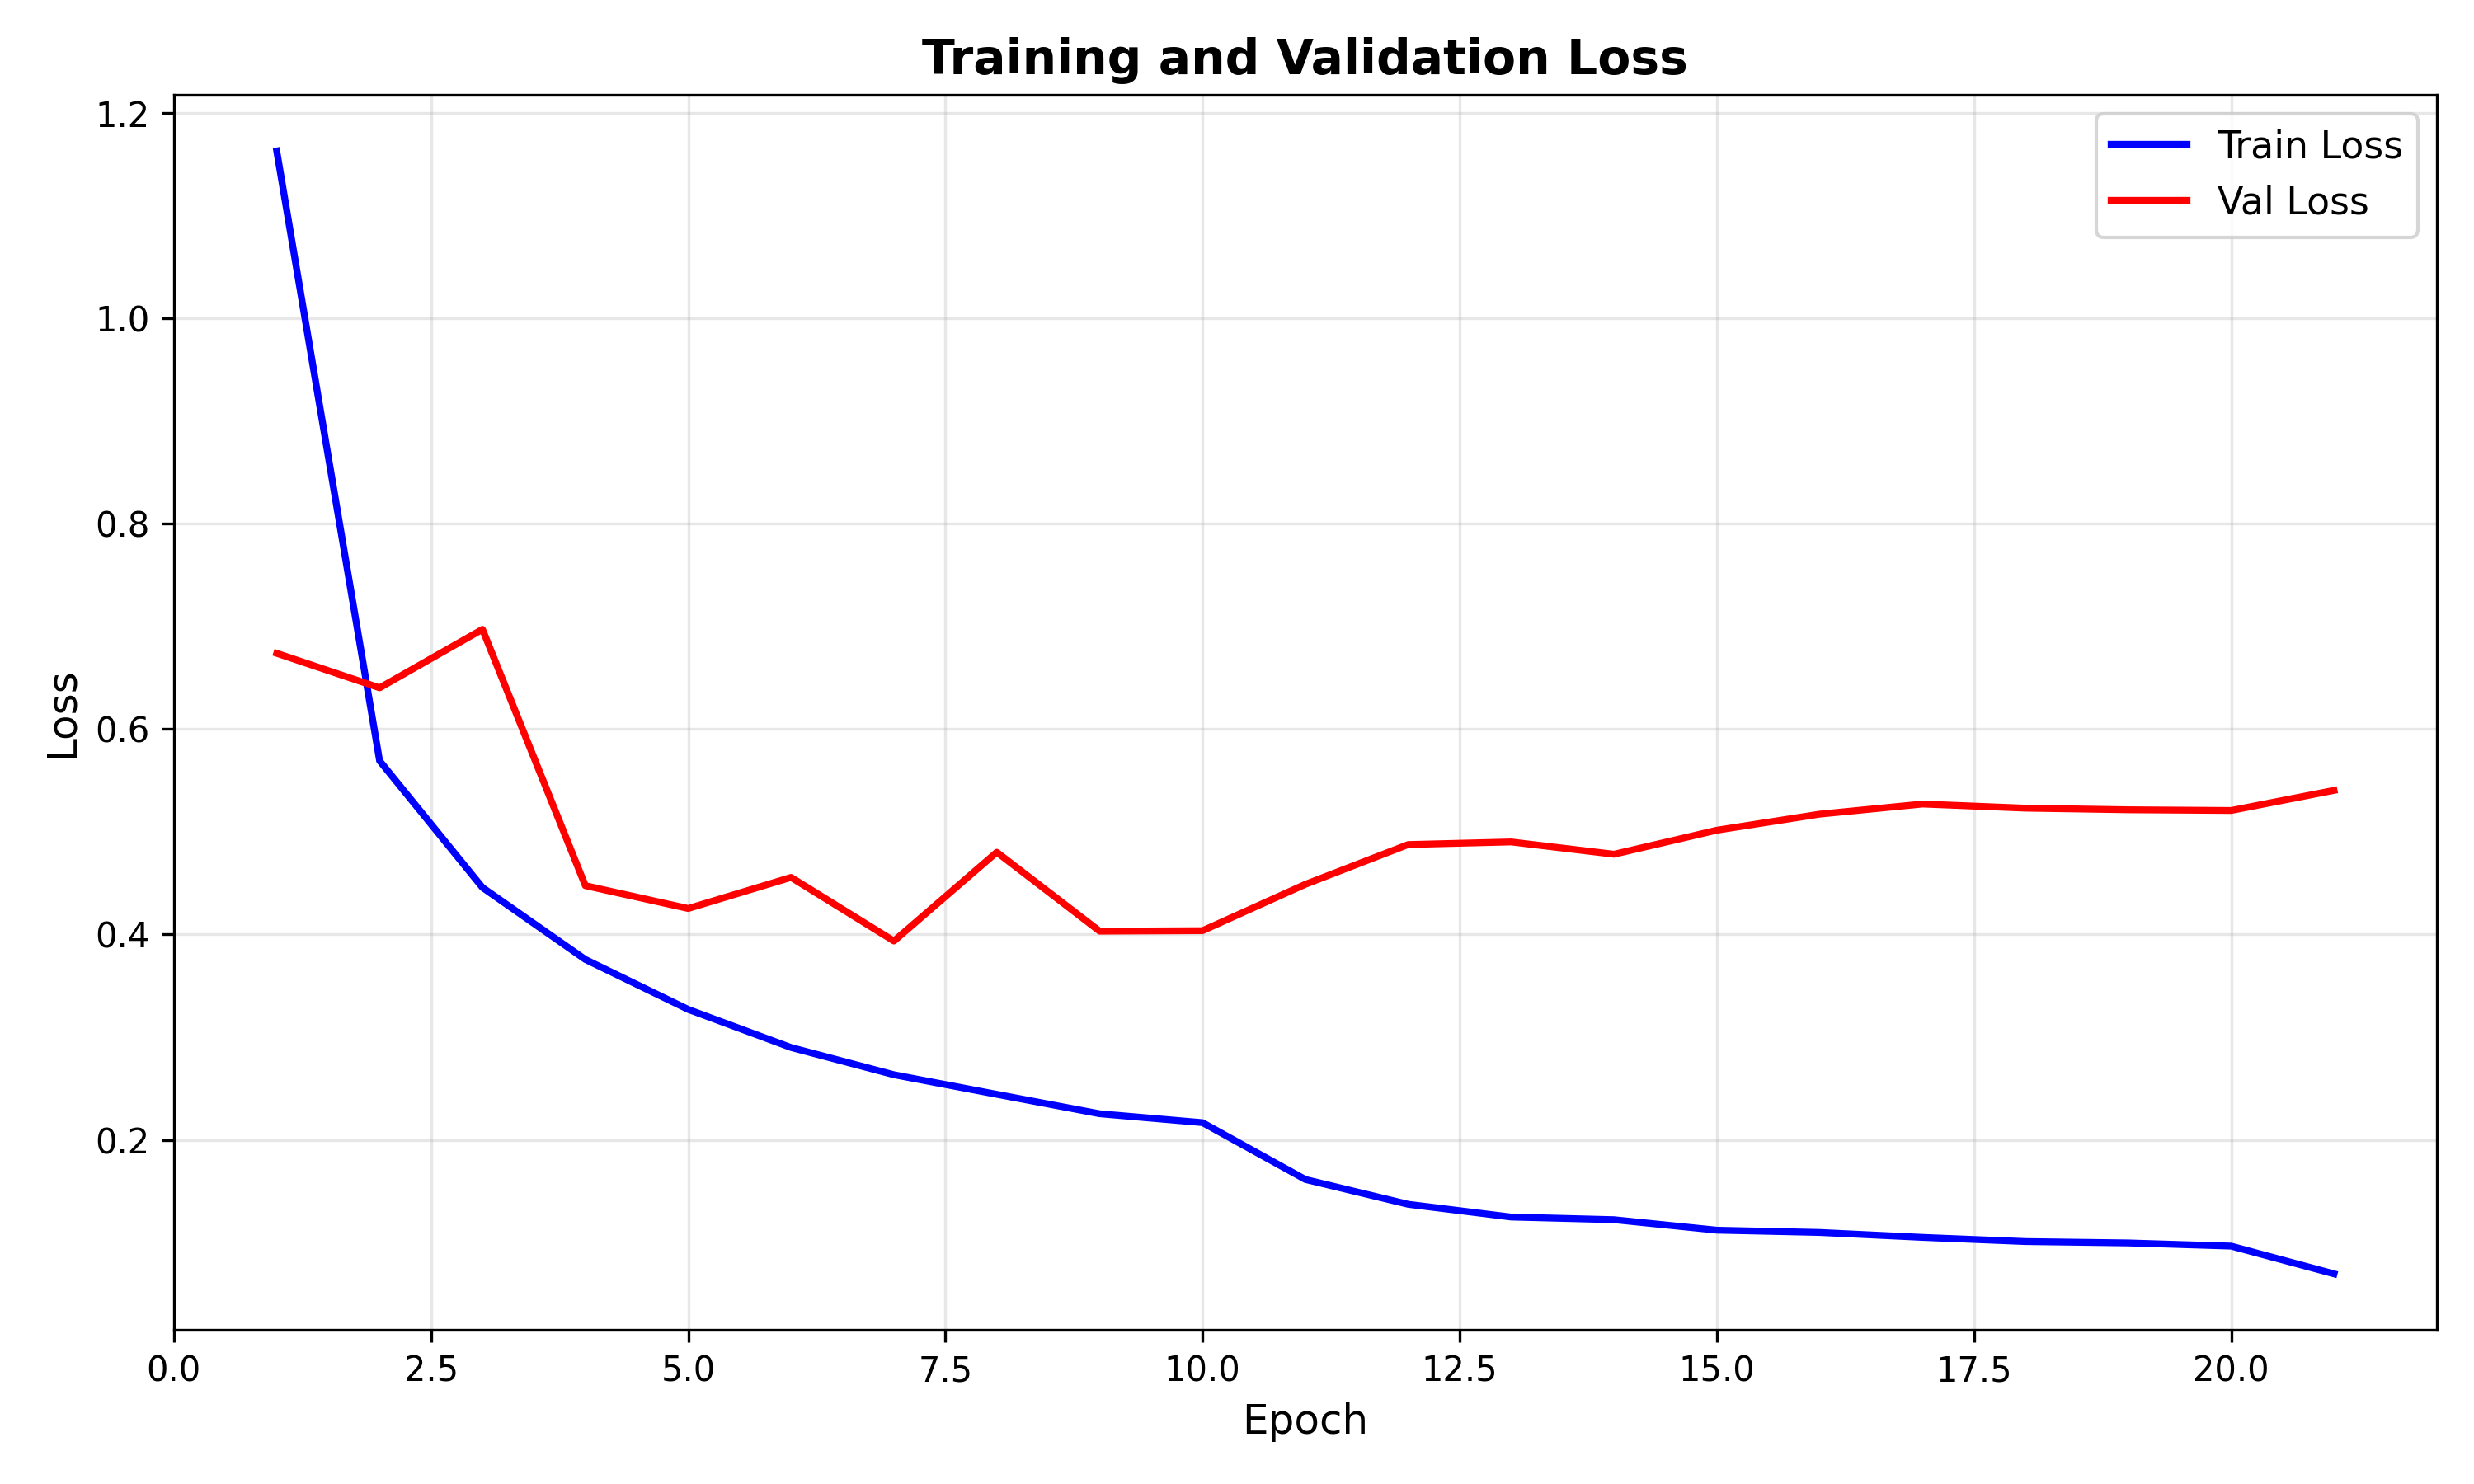 Training and Validation Loss
1.2
1.0
0.8
0.6
0.4
0.2
Loss
Train Loss
Val Loss
0.0 2.5 5.0 7.5 10.0 12.5 15.0 17.5 20.0
Epoch